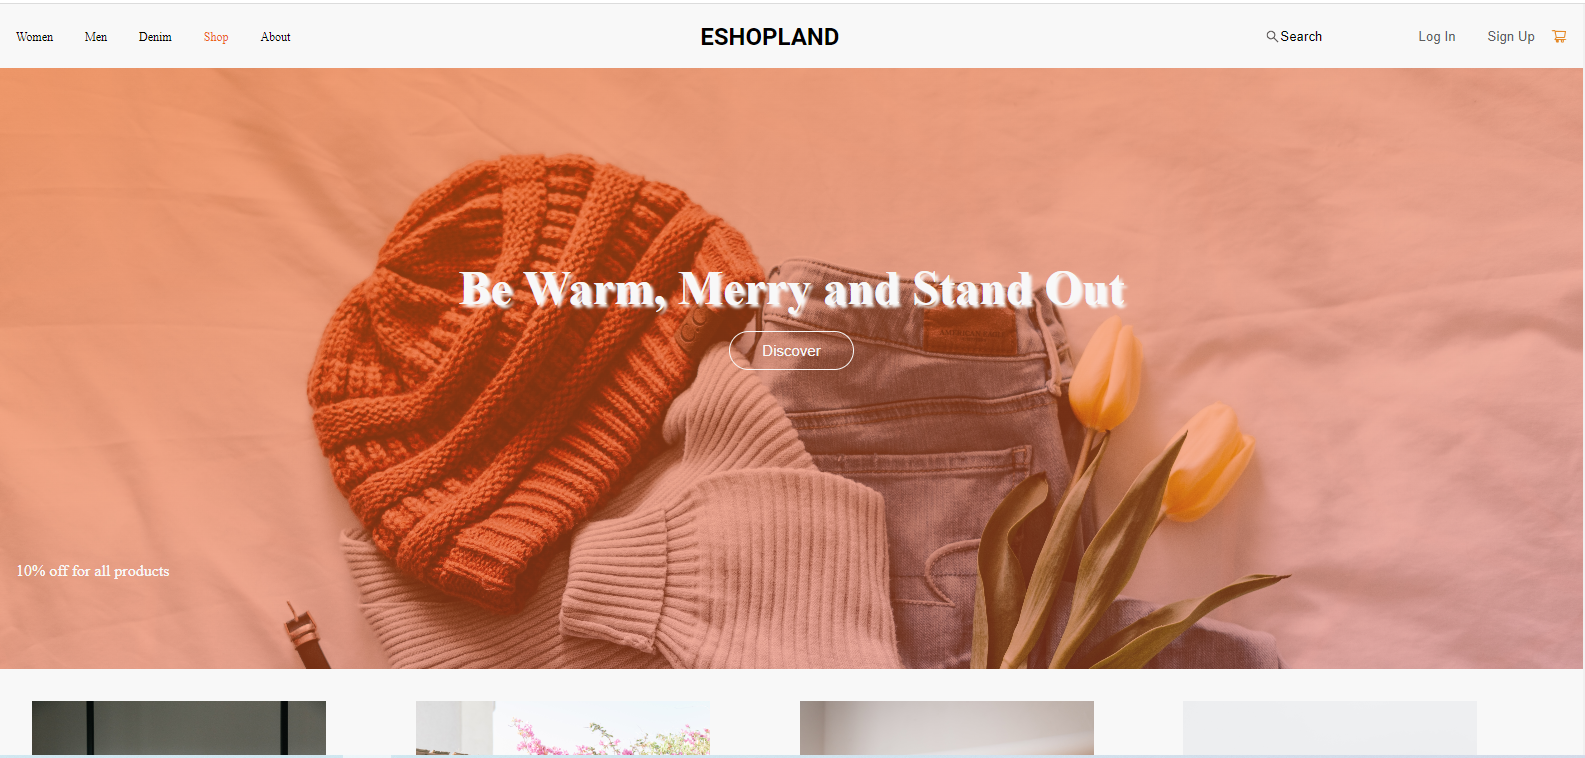 Women Men Denim Shop About ESHOPLAND Search Log In Sign Up
Be Warm, Merry and Stand Out
Discover
10% off for all products